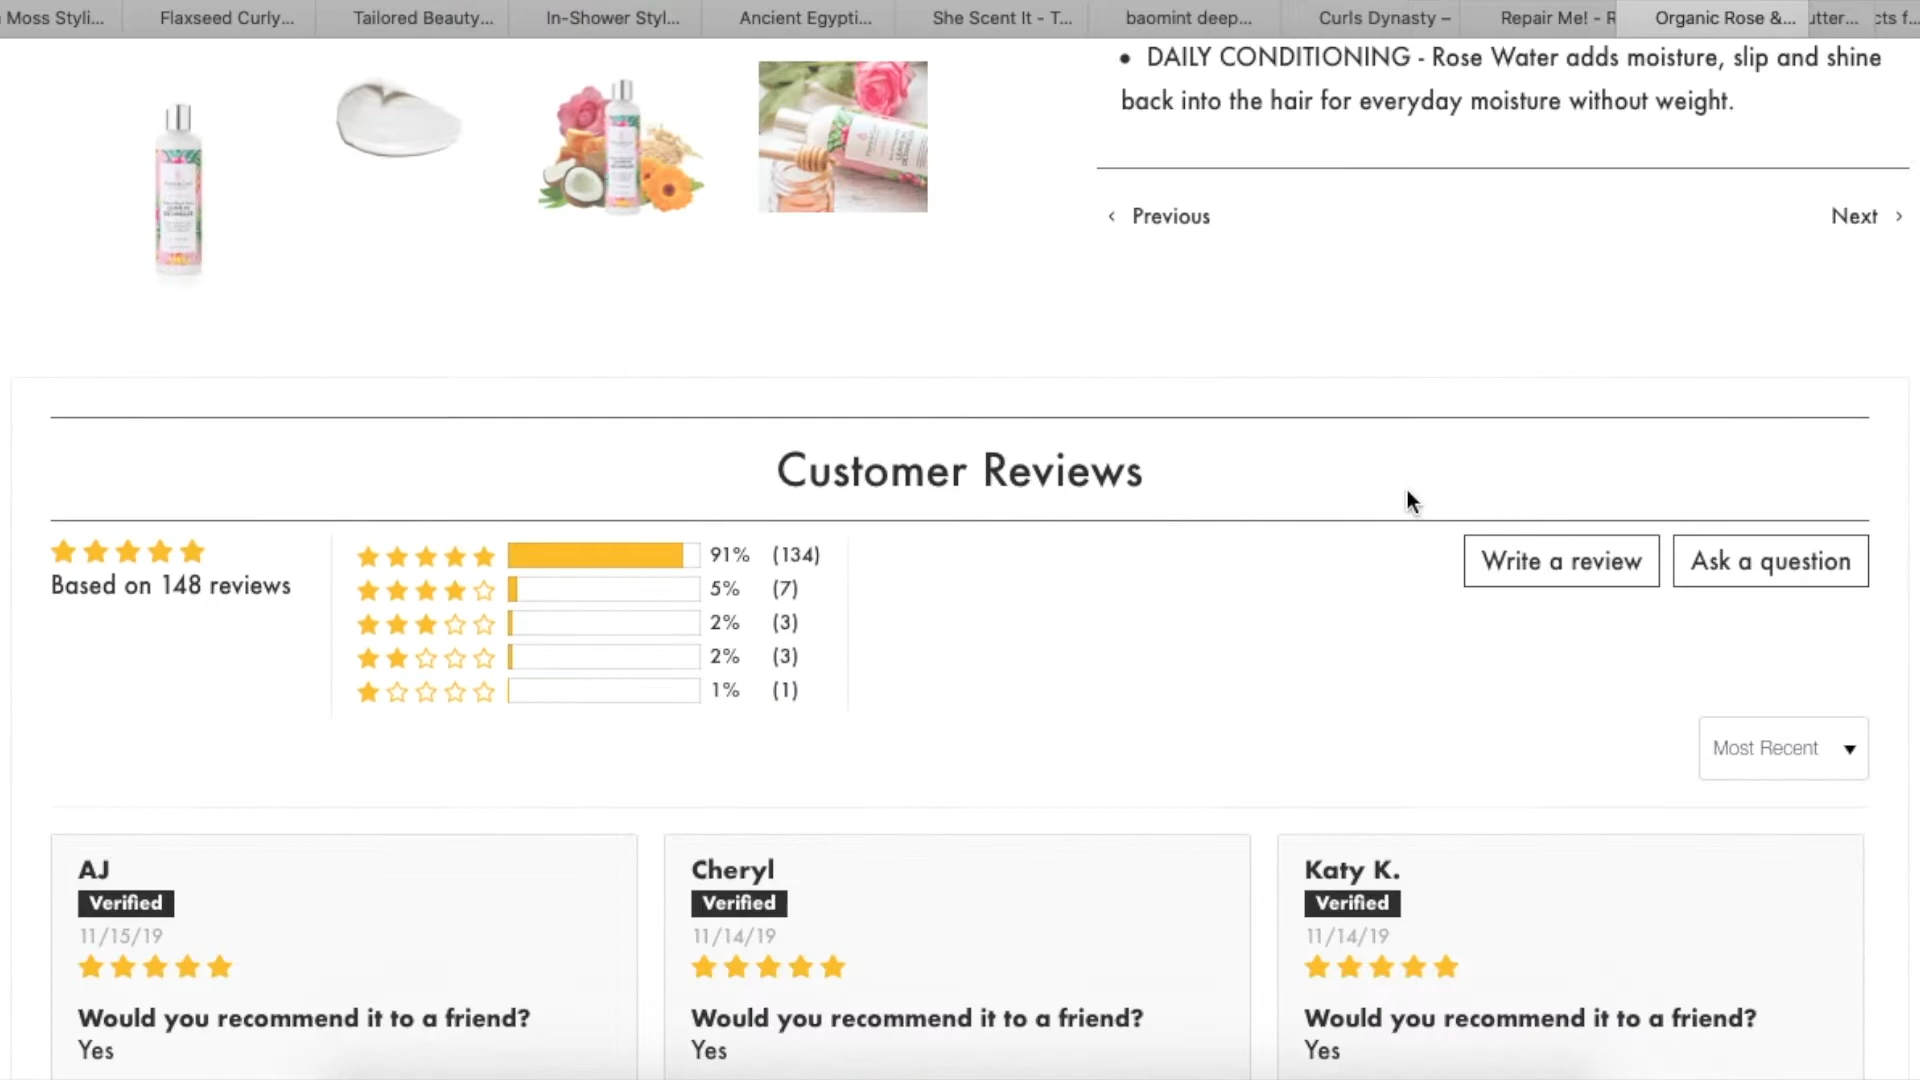 Moss Styli...
Flaxseed Curly...
Tailored Beauty...
In-Shower Styl...
Ancient Egypti...
She Scent It - T...
baomint deep...
Curls Dynasty –
Repair Me! - R
Organic Rose &...
utter...
cts f...
• DAILY CONDITIONING - Rose Water adds moisture, slip and shine
back into the hair for everyday moisture without weight.
‹ Previous
Next ›
Customer Reviews
Based on 148 reviews
91% (134)
5% (7)
2% (3)
2% (3)
1% (1)
Write a review
Ask a question
Most Recent
AJ
Verified
11/15/19
Would you recommend it to a friend?
Yes
Cheryl
Verified
11/14/19
Would you recommend it to a friend?
Yes
Katy K.
Verified
11/14/19
Would you recommend it to a friend?
Yes